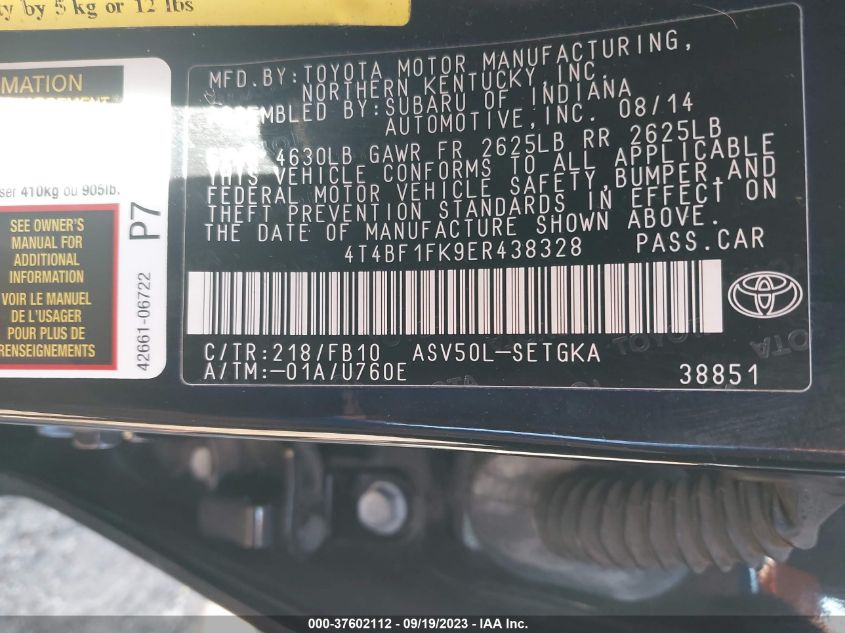 ty by 5 kg or 12 lbs
MATION
ser 410kg ou 905lb.
SEE OWNER'S
MANUAL FOR
ADDITIONAL
INFORMATION
VOIR LE MANUEL
DE L'USAGER
POUR PLUS DE
RENSEIGNEMENTS
P7
42661-06722
MFD.BY:TOYOTA MOTOR MANUFACTURING,
NORTHERN KENTUCKY,INC.
ASSEMBLED BY:SUBARU OF INDIANA
AUTOMOTIVE,INC. 08/14
4630LB GAWR FR 2625LB RR 2625LB
THIS VEHICLE CONFORMS TO ALL APPLICABLE
FEDERAL MOTOR VEHICLE SAFETY,BUMPER,AND
THEFT PREVENTION STANDARDS IN EFFECT ON
THE DATE OF MANUFACTURE SHOWN ABOVE.
4T4BF1FK9ER438328 PASS.CAR
C/TR:218/FB10 ASV50L-SETGKA
A/TM:-01A/U760E
38851
000-37602112 - 09/19/2023 - IAA Inc.